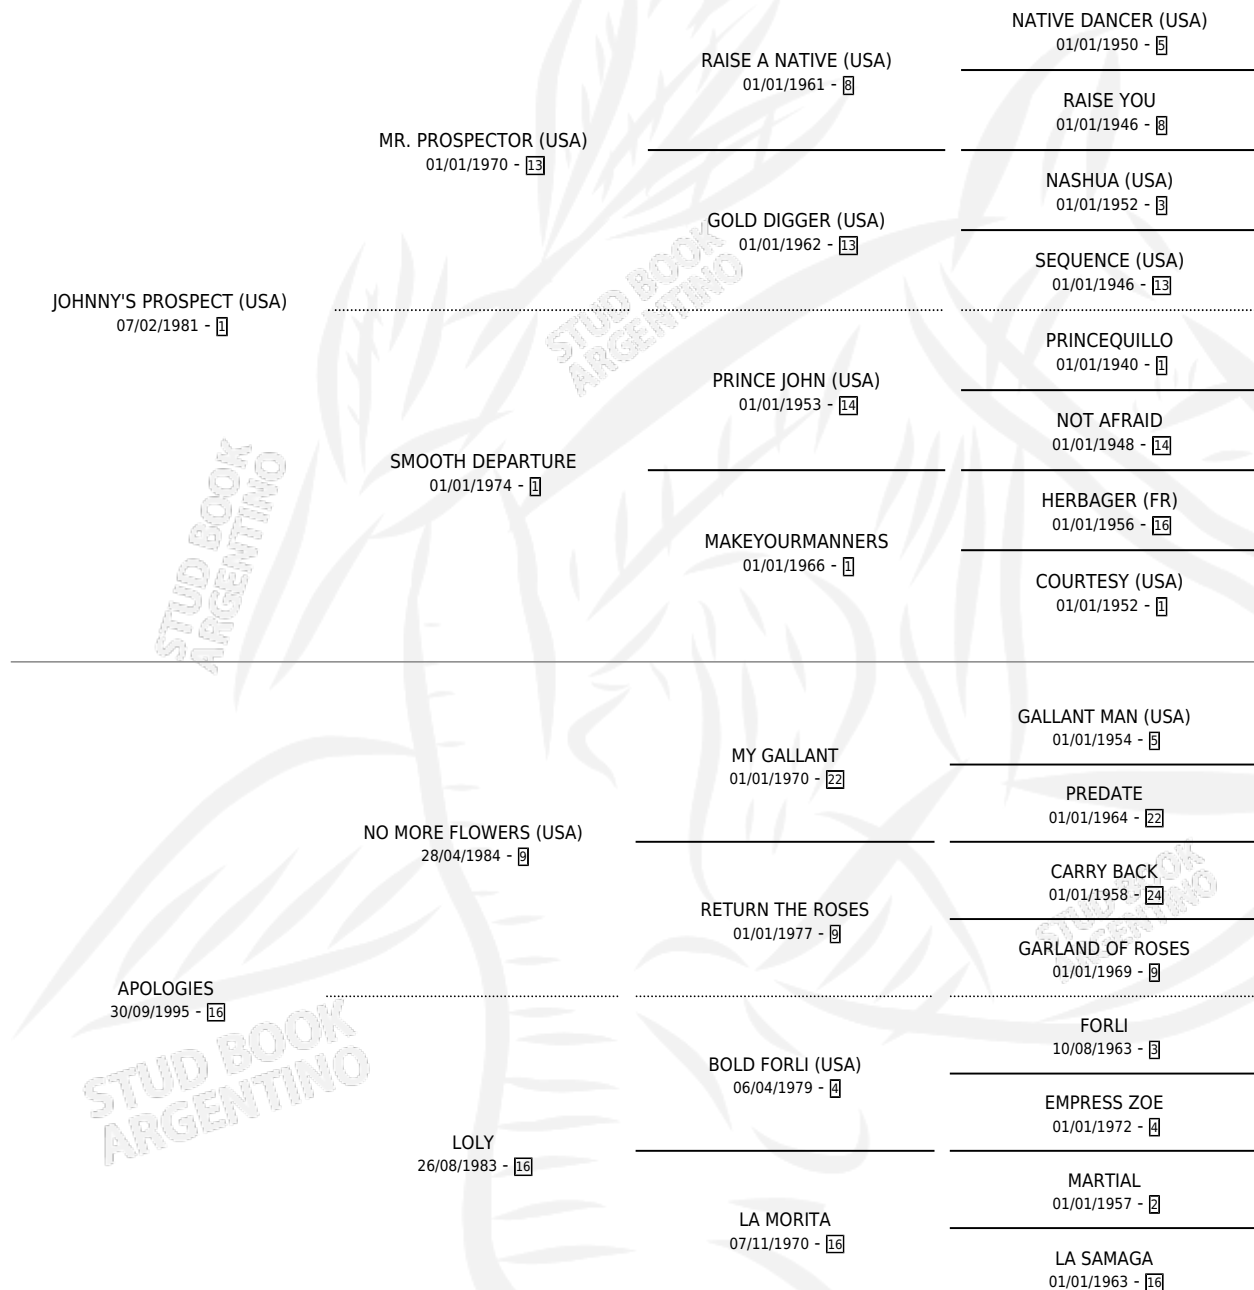 NATIVE DANCER (USA)
01/01/1950 - 5
RAISE A NATIVE (USA)
01/01/1961 - 8
RAISE YOU
01/01/1946 - 8
MR. PROSPECTOR (USA)
01/01/1970 - 13
NASHUA (USA)
01/01/1952 - 3
GOLD DIGGER (USA)
01/01/1962 - 13
SEQUENCE (USA)
01/01/1946 - 13
JOHNNY'S PROSPECT (USA)
07/02/1981 - 1
STUD BOOK
ARGENTINO
PRINCEQUILLO
01/01/1940 - 1
PRINCE JOHN (USA)
01/01/1953 - 14
NOT AFRAID
01/01/1948 - 14
SMOOTH DEPARTURE
01/01/1974 - 1
HERBAGER (FR)
01/01/1956 - 16
MAKEYOURMANNERS
01/01/1966 - 1
COURTESY (USA)
01/01/1952 - 1
STUD BOOK
ARGENTINO
GALLANT MAN (USA)
01/01/1954 - 5
MY GALLANT
01/01/1970 - 22
PREDATE
01/01/1964 - 22
NO MORE FLOWERS (USA)
28/04/1984 - 9
CARRY BACK
01/01/1958 - 24
RETURN THE ROSES
01/01/1977 - 9
STUD BOOK
ARGENTINO
GARLAND OF ROSES
01/01/1969 - 9
APOLOGIES
30/09/1995 - 16
STUD BOOK
ARGENTINO
FORLI
10/08/1963 - 3
BOLD FORLI (USA)
06/04/1979 - 4
EMPRESS ZOE
01/01/1972 - 4
LOLY
26/08/1983 - 16
MARTIAL
01/01/1957 - 2
LA MORITA
07/11/1970 - 16
LA SAMAGA
01/01/1963 - 16